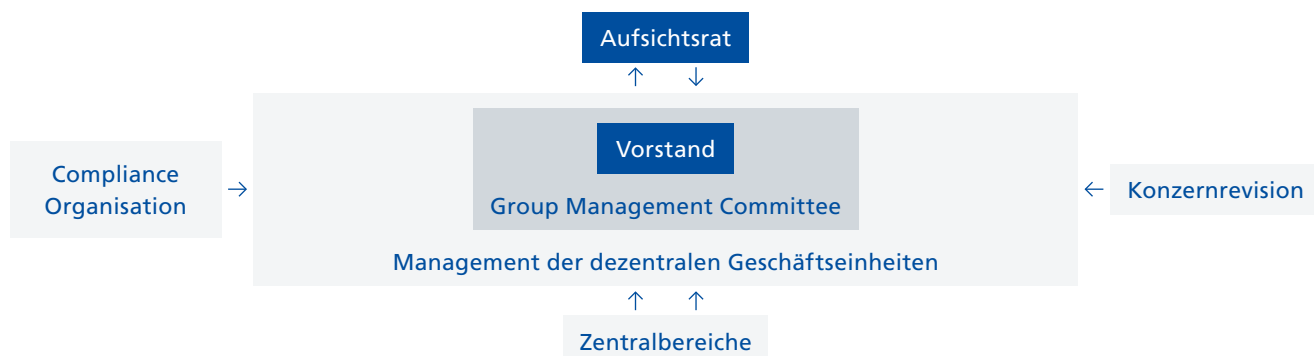 Aufsichtsrat
Vorstand
Compliance
Organisation
Konzernrevision
Group Management Committee
Management der dezentralen Geschäftseinheiten
Zentralbereiche